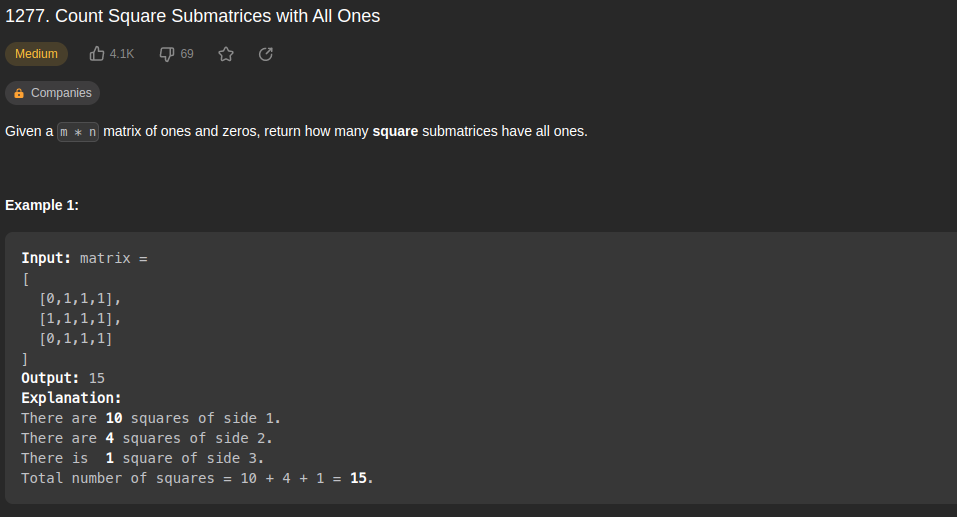 1277. Count Square Submatrices with All Ones
Medium 4.1K 69
Companies
Given a m * n matrix of ones and zeros, return how many square submatrices have all ones.
Example 1:
Input: matrix =
[
  [0,1,1,1],
  [1,1,1,1],
  [0,1,1,1]
]
Output: 15
Explanation:
There are 10 squares of side 1.
There are 4 squares of side 2.
There is  1 square of side 3.
Total number of squares = 10 + 4 + 1 = 15.